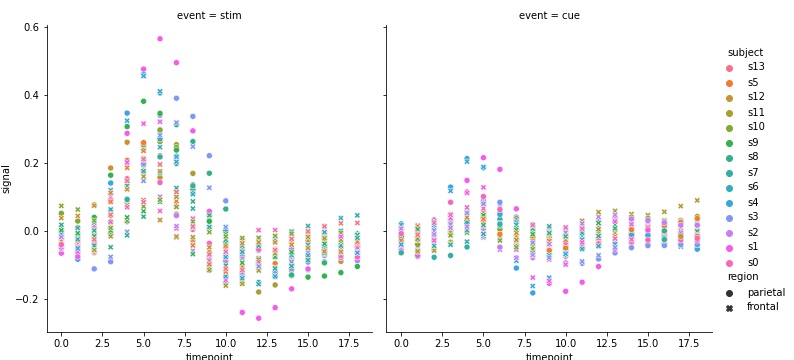 event = stim
event = cue
0.6
0.4
0.2
0.0
−0.2
signal
0.0 2.5 5.0 7.5 10.0 12.5 15.0 17.5
0.0 2.5 5.0 7.5 10.0 12.5 15.0 17.5
timepoint
timepoint
subject
s13
s5
s12
s11
s10
s9
s8
s7
s6
s4
s3
s2
s1
s0
region
parietal
frontal